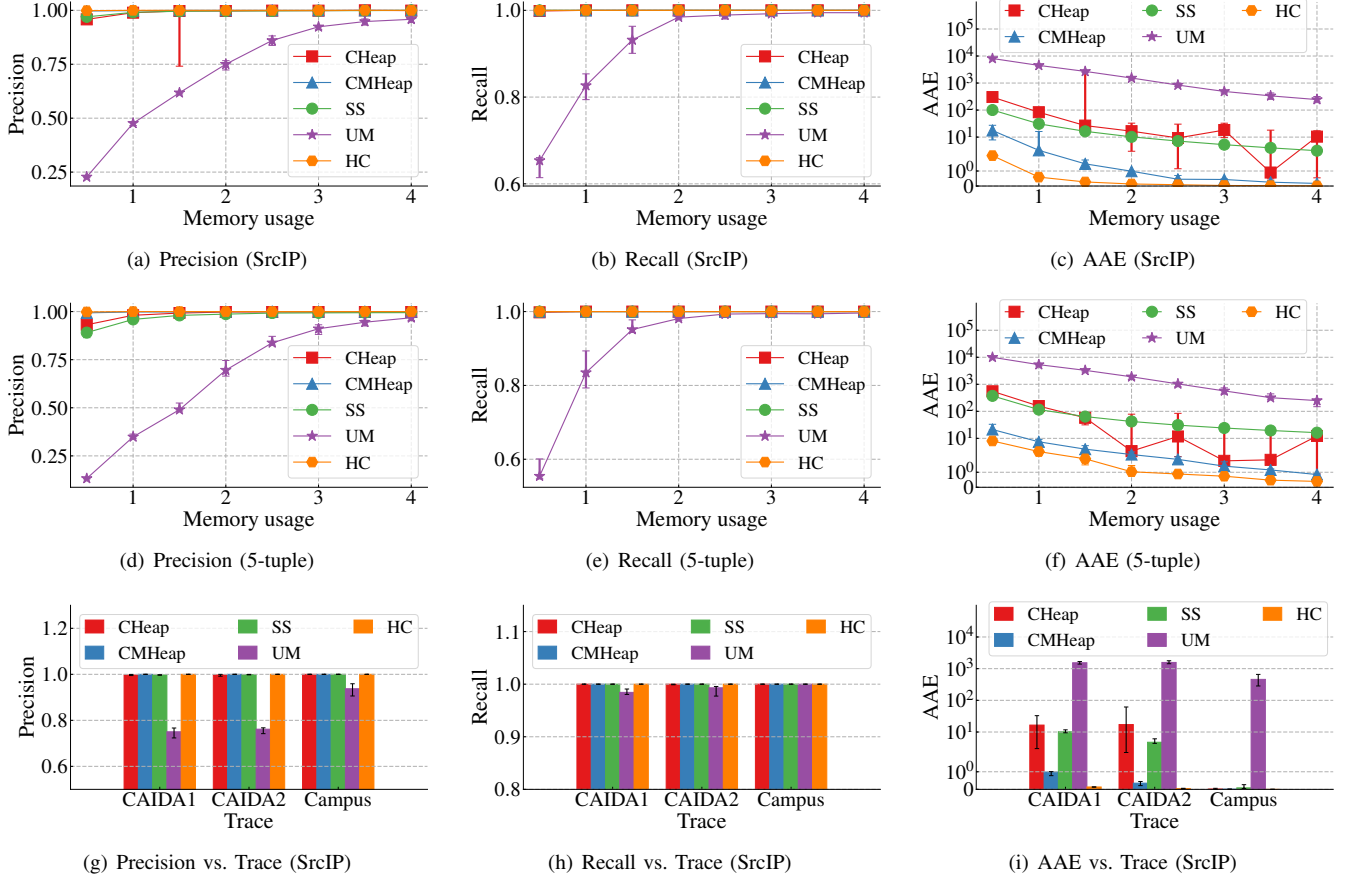 1.00
0.75
0.50
0.25
Precision
1 2 3 4
Memory usage
CHeap
CMHeap
SS
UM
HC
(a) Precision (SrcIP)
1.0
0.8
0.6
Recall
1 2 3 4
Memory usage
CHeap
CMHeap
SS
UM
HC
(b) Recall (SrcIP)
CHeap SS HC
CMHeap UM
10^5
10^4
10^3
10^2
10^1
10^0
0
AAE
1 2 3 4
Memory usage
(c) AAE (SrcIP)
1.00
0.75
0.50
0.25
Precision
1 2 3 4
Memory usage
CHeap
CMHeap
SS
UM
HC
(d) Precision (5-tuple)
1.0
0.8
0.6
Recall
1 2 3 4
Memory usage
CHeap
CMHeap
SS
UM
HC
(e) Recall (5-tuple)
CHeap SS HC
CMHeap UM
10^5
10^4
10^3
10^2
10^1
10^0
0
AAE
1 2 3 4
Memory usage
(f) AAE (5-tuple)
CHeap SS HC
CMHeap UM
1.2
1.0
0.8
0.6
Precision
CAIDA1 CAIDA2 Campus
Trace
(g) Precision vs. Trace (SrcIP)
CHeap SS HC
CMHeap UM
1.1
1.0
0.9
0.8
Recall
CAIDA1 CAIDA2 Campus
Trace
(h) Recall vs. Trace (SrcIP)
CHeap SS HC
CMHeap UM
10^4
10^3
10^2
10^1
10^0
0
AAE
CAIDA1 CAIDA2 Campus
Trace
(i) AAE vs. Trace (SrcIP)